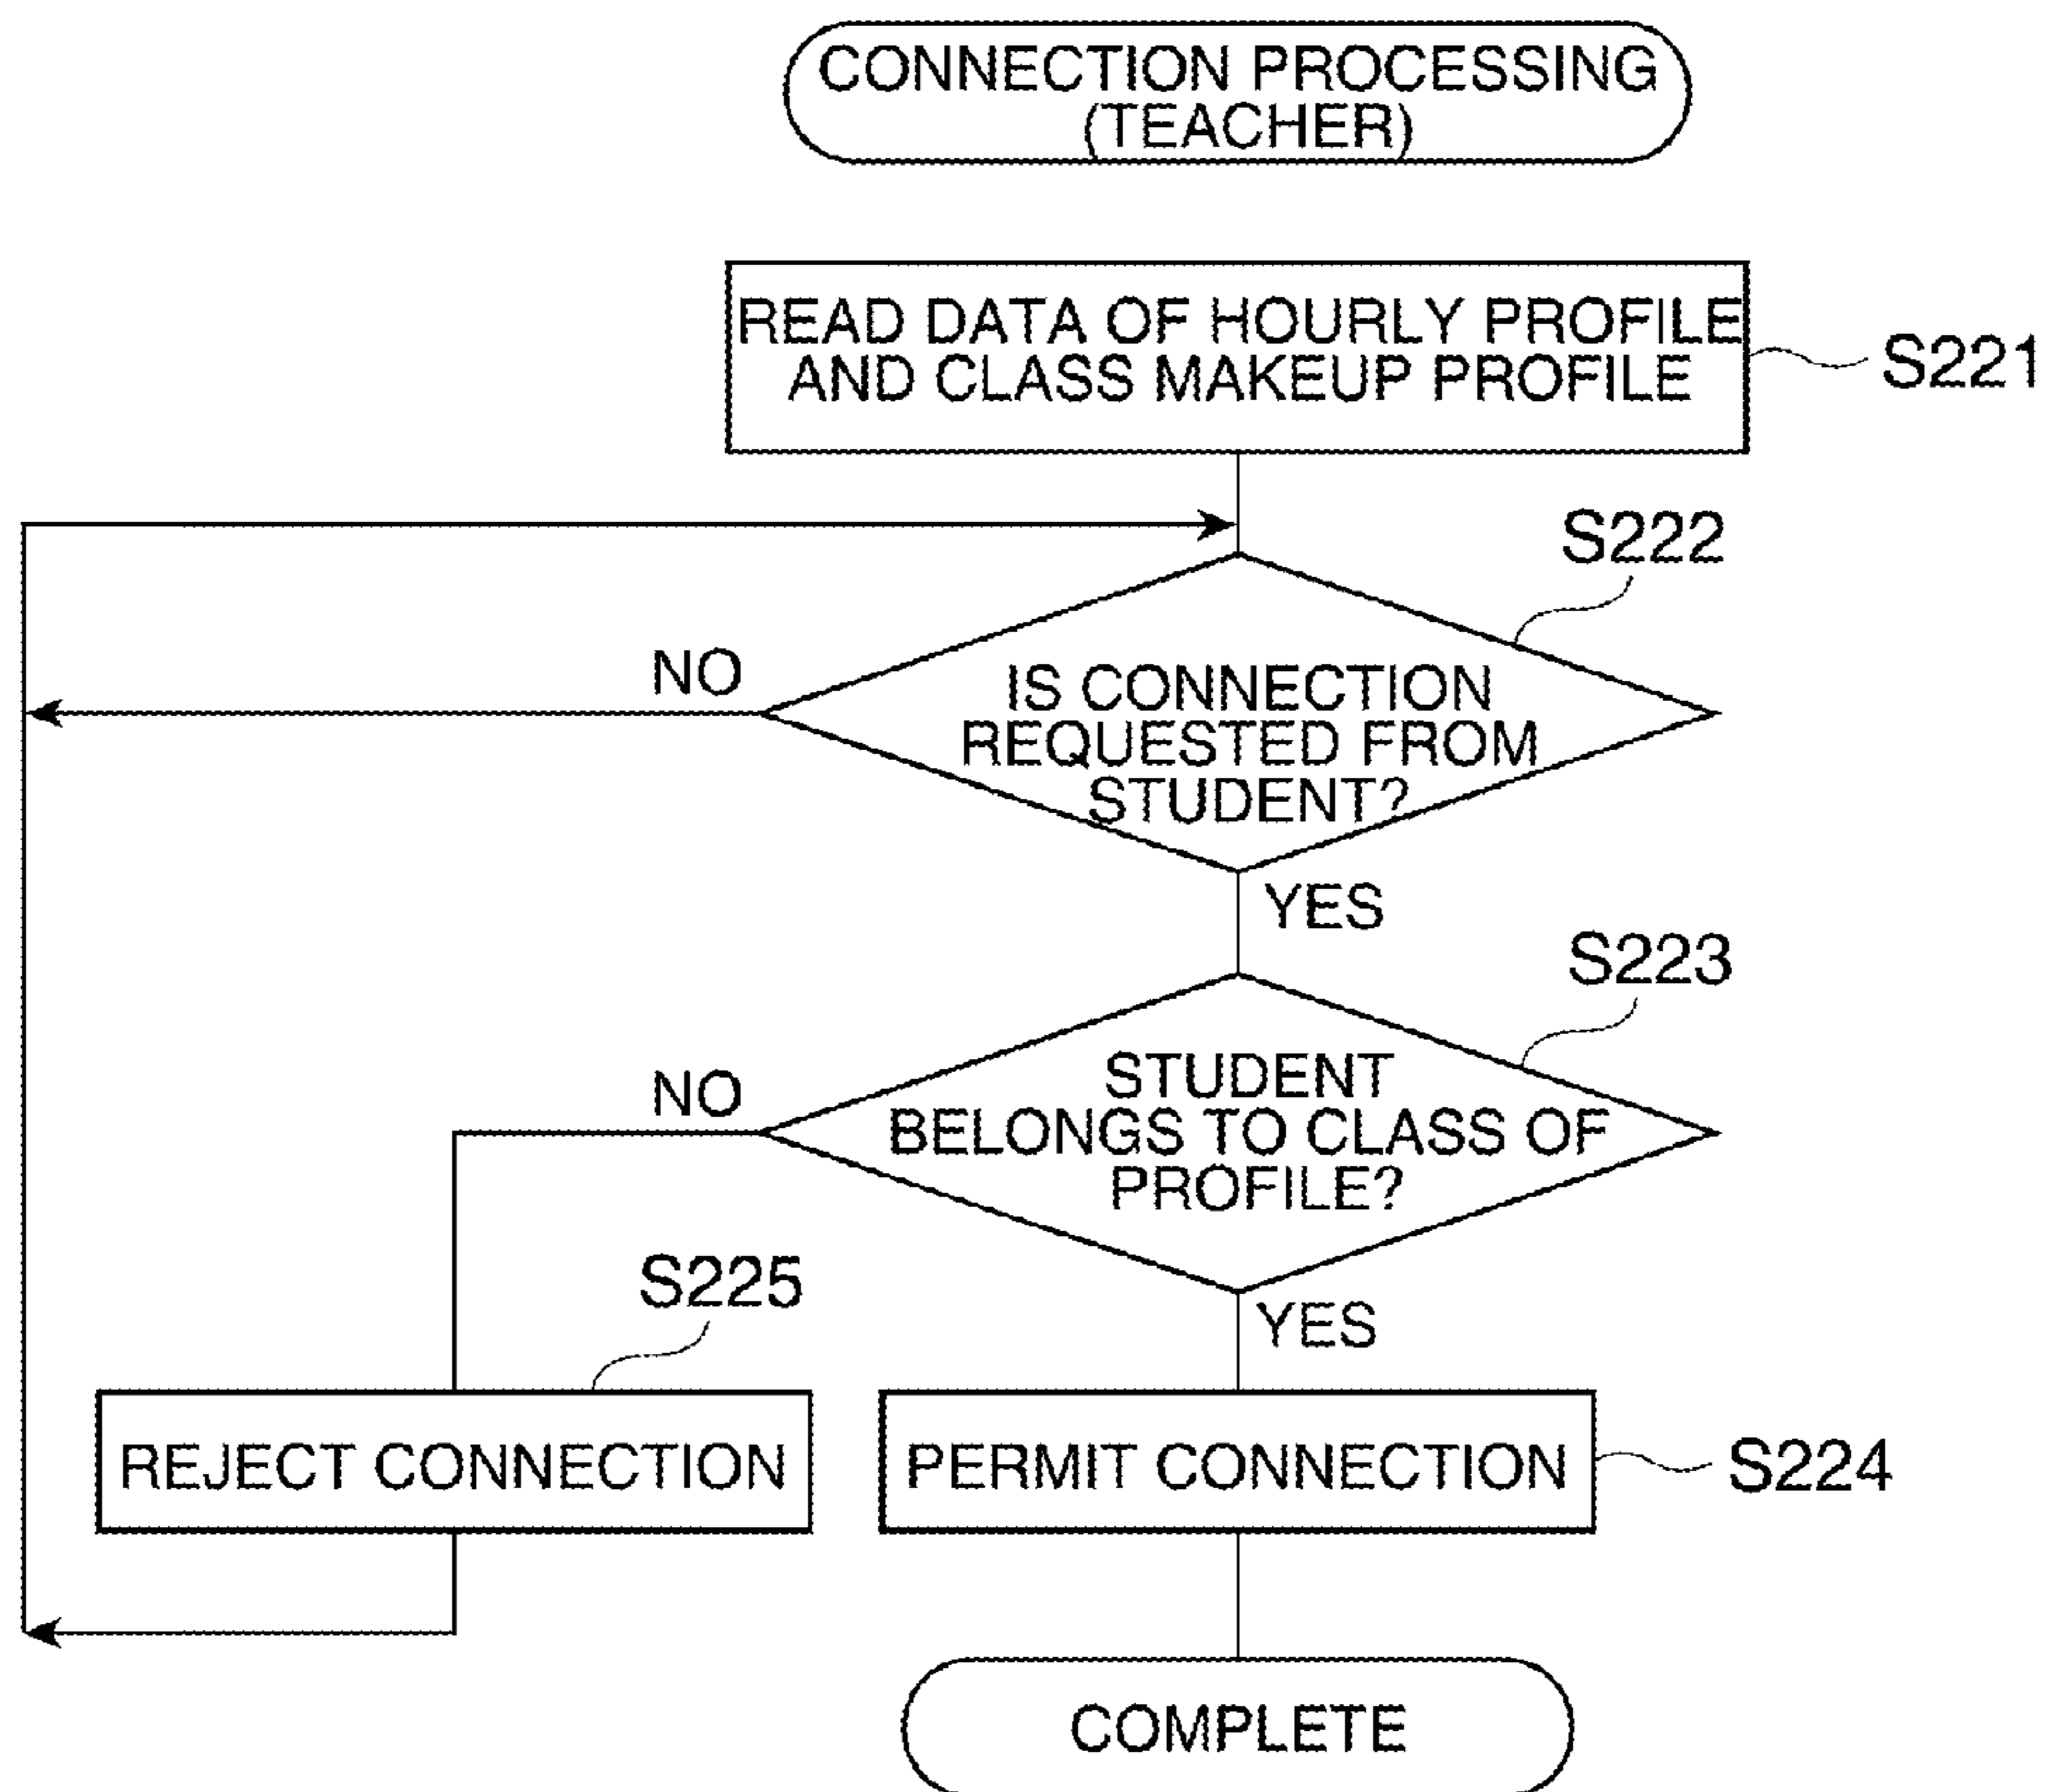 CONNECTION PROCESSING
(TEACHER)
READ DATA OF HOURLY PROFILE
AND CLASS MAKEUP PROFILE
S221
S222
NO
IS CONNECTION
REQUESTED FROM
STUDENT?
YES
S223
NO
STUDENT
BELONGS TO CLASS OF
PROFILE?
S225
YES
REJECT CONNECTION
PERMIT CONNECTION
S224
COMPLETE